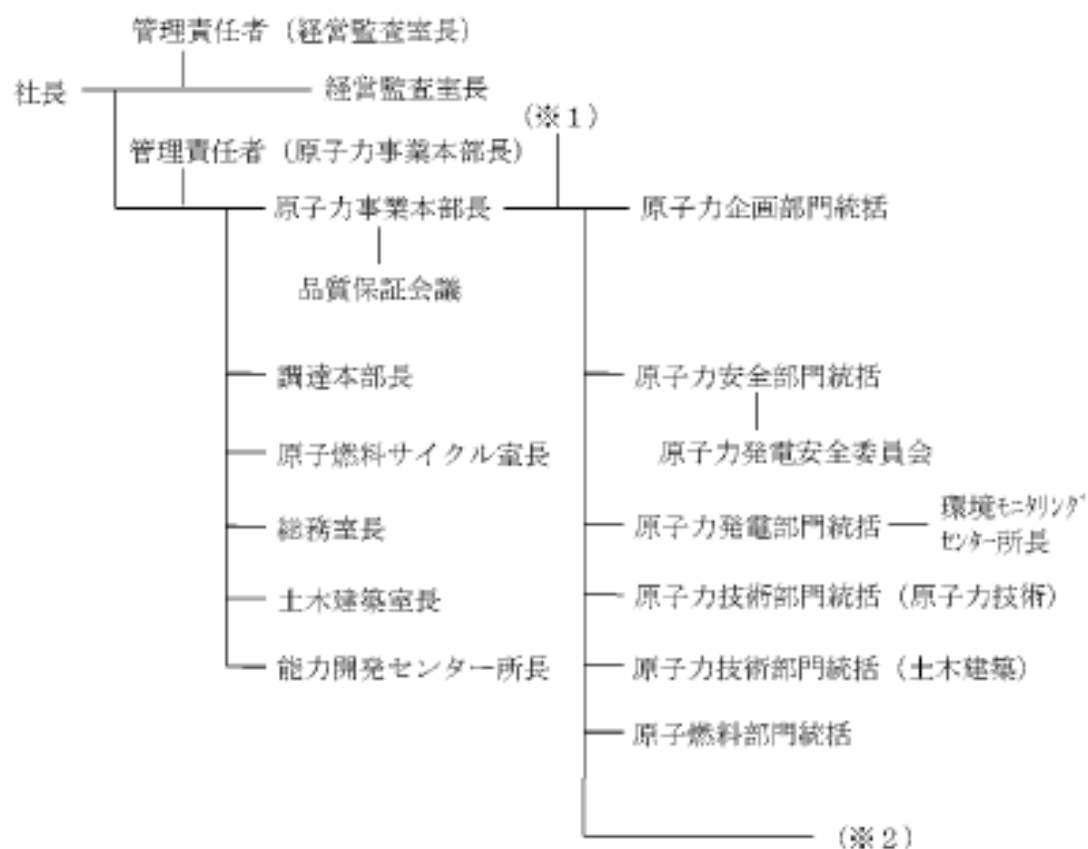 管理責任者（経営監査室長）
社長
経営監査室長
（※１）
管理責任者（原子力事業本部長）
原子力事業本部長
原子力企画部門統括
品質保証会議
調達本部長
原子力安全部門統括
原子燃料サイクル室長
原子力発電安全委員会
総務室長
原子力発電部門統括
環境ﾓﾆﾀﾘﾝｸﾞ
ｾﾝﾀｰ所長
土木建築室長
原子力技術部門統括（原子力技術）
能力開発センター所長
原子力技術部門統括（土木建築）
原子燃料部門統括
（※２）